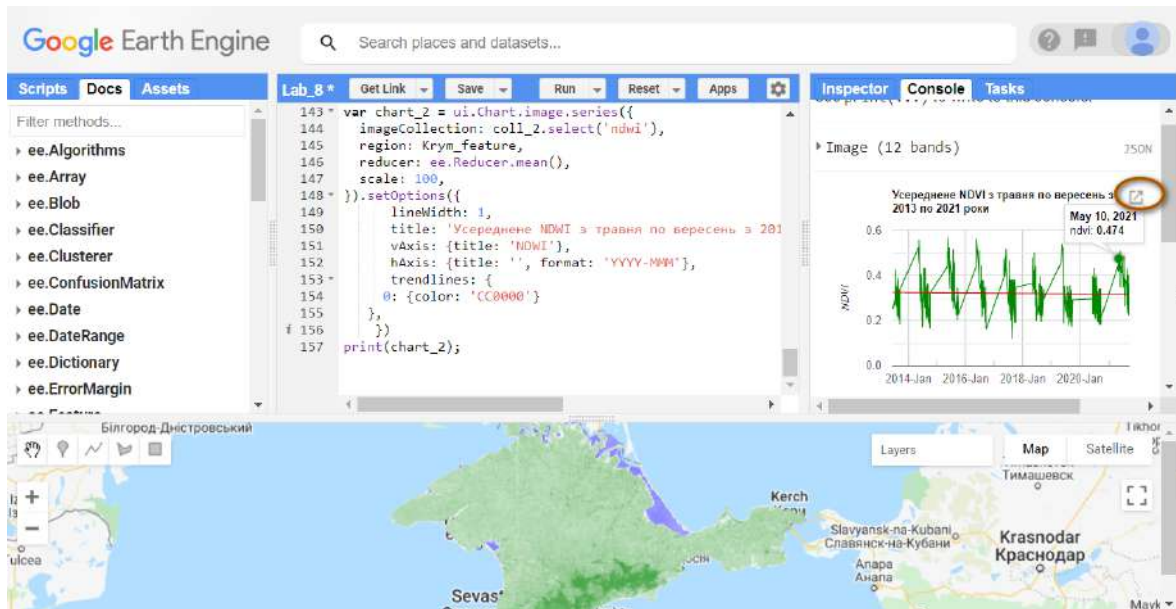 Google Earth Engine
Search places and datasets...
Scripts Docs Assets
Filter methods...
ee.Algorithms
ee.Array
ee.Blob
ee.Classifier
ee.Clusterer
ee.ConfusionMatrix
ee.Date
ee.DateRange
ee.Dictionary
ee.ErrorMargin
Lab_8 * Get Link Save Run Reset Apps
143 var chart_2 = ui.Chart.image.series({
144 imageCollection: coll_2.select('ndwi'),
145 region: Krym_feature,
146 reducer: ee.Reducer.mean(),
147 scale: 100,
148 }).setOptions({
149 lineWidth: 1,
150 title: 'Усереднене NDWI з травня по вересень з 201
151 vAxis: {title: 'NDWI'},
152 hAxis: {title: '', format: 'YYYY-MMM'},
153 trendlines: {
154 0: {color: 'CC0000'}
155 },
i 156 })
157 print(chart_2);
Inspector Console Tasks
Image (12 bands) JSON
Усереднене NDVI з травня по вересень з
2013 по 2021 роки
May 10, 2021
ndvi: 0.474
NDVI
0.6
0.4
0.2
0.0
2014-Jan 2016-Jan 2018-Jan 2020-Jan
Білгород-Дністровський
Layers
Map Satellite
Тимашевск
Kerch
Slavyansk-na-Kubani
Славянск-на-Кубани
Krasnodar
Краснодар
Анапа
Sevas